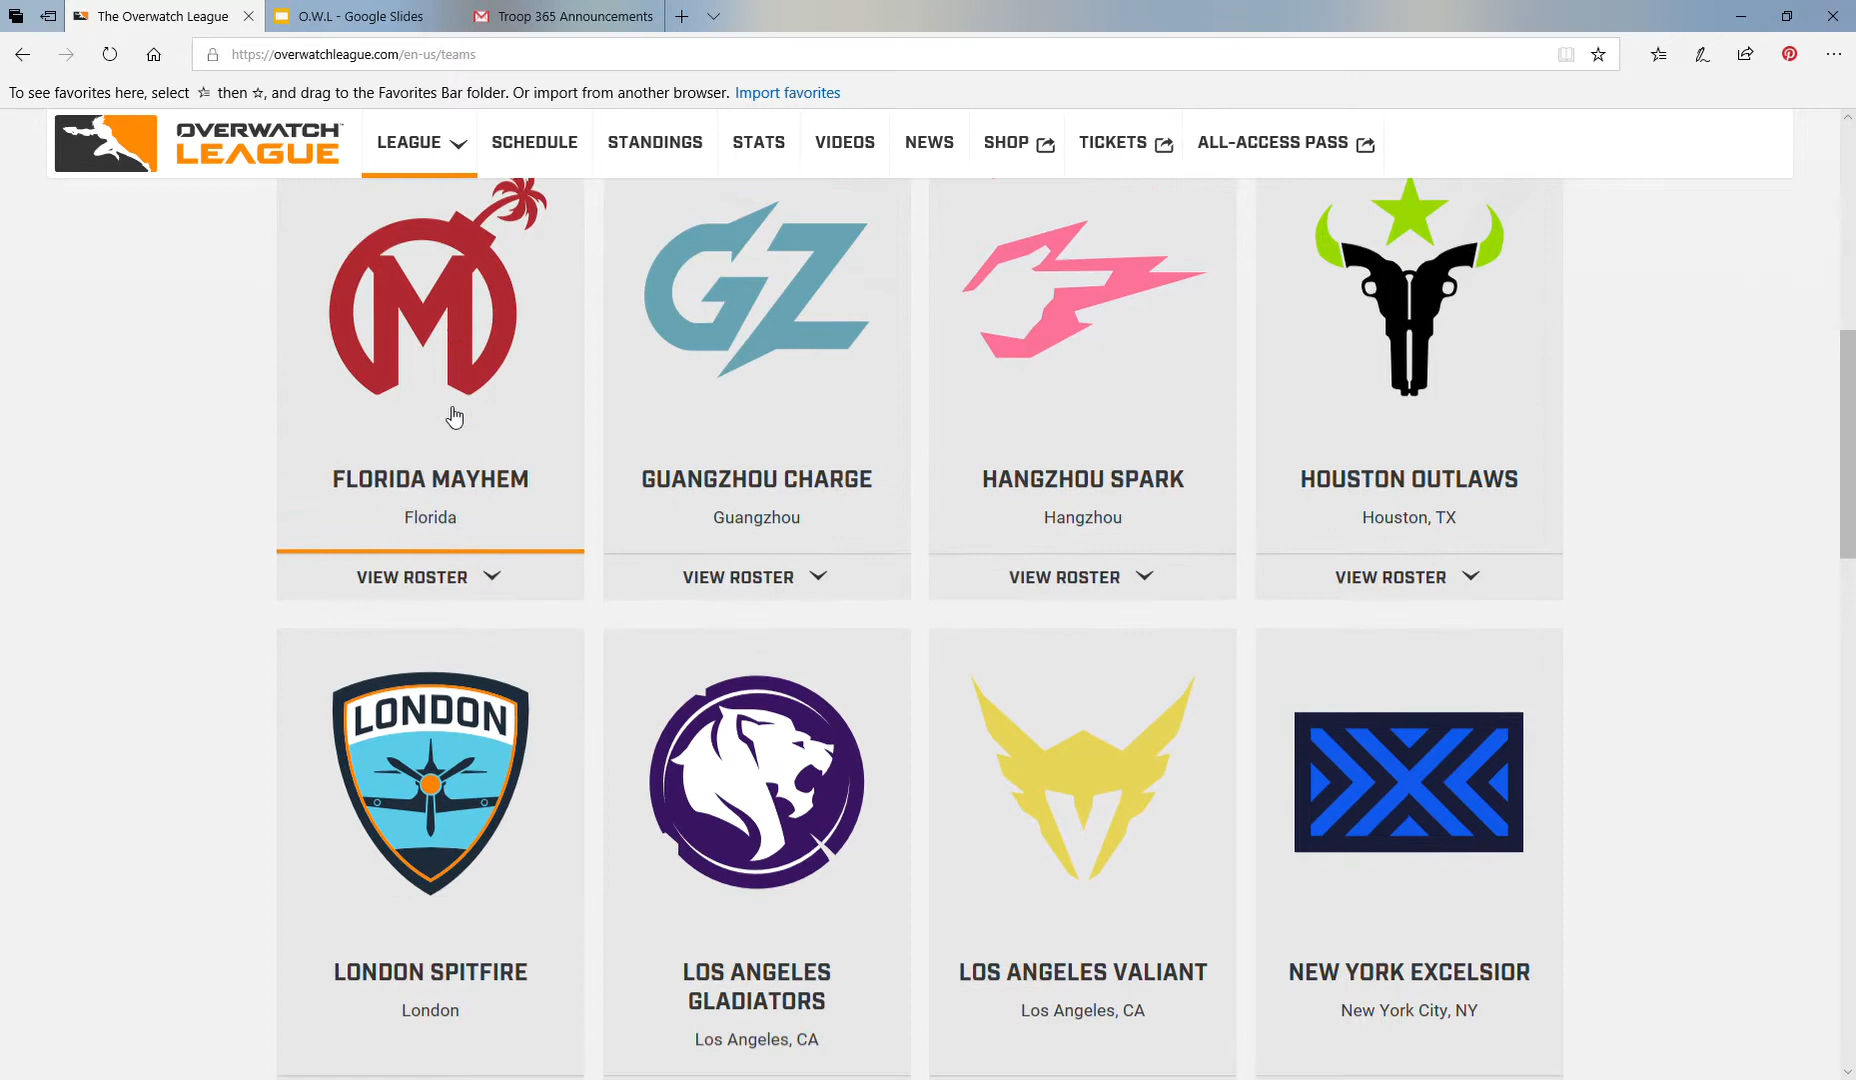 The Overwatch League
O.W.L - Google Slides
Troop 365 Announcements
https://overwatchleague.com/en-us/teams
To see favorites here, select then , and drag to the Favorites Bar folder. Or import from another browser. Import favorites
OVERWATCH
LEAGUE
LEAGUE SCHEDULE STANDINGS STATS VIDEOS NEWS SHOP TICKETS ALL-ACCESS PASS
M
GZ
FLORIDA MAYHEM
Florida
VIEW ROSTER
GUANGZHOU CHARGE
Guangzhou
VIEW ROSTER
HANGZHOU SPARK
Hangzhou
VIEW ROSTER
HOUSTON OUTLAWS
Houston, TX
VIEW ROSTER
LONDON
LONDON SPITFIRE
London
LOS ANGELES
GLADIATORS
Los Angeles, CA
LOS ANGELES VALIANT
Los Angeles, CA
NEW YORK EXCELSIOR
New York City, NY